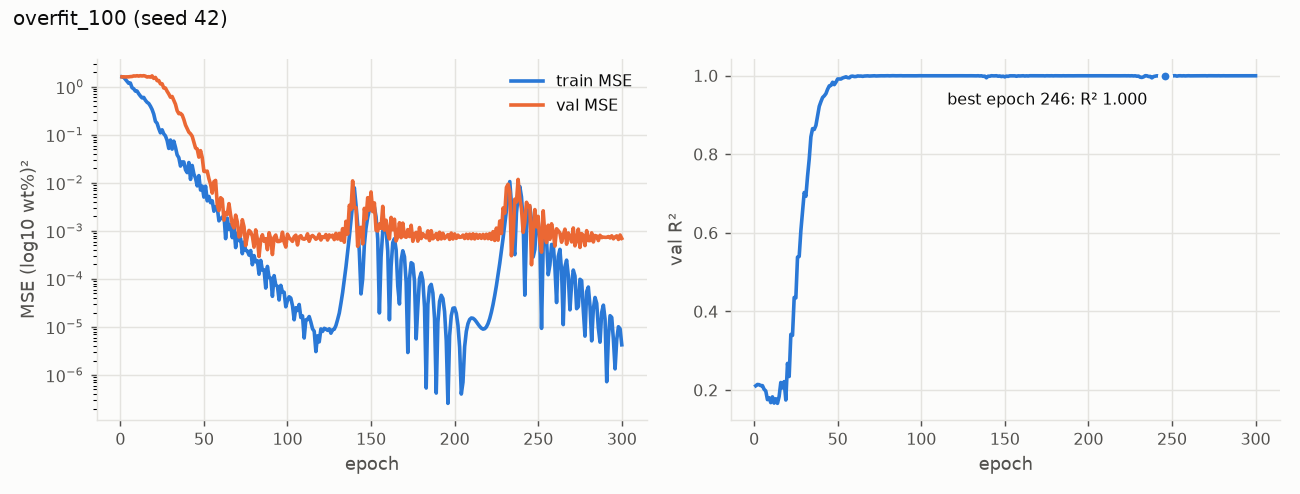 overfit_100 (seed 42)
train MSE
val MSE
MSE (log10 wt%)²
10⁰
10⁻¹
10⁻²
10⁻³
10⁻⁴
10⁻⁵
10⁻⁶
0 50 100 150 200 250 300
epoch
best epoch 246: R² 1.000
val R²
1.0
0.8
0.6
0.4
0.2
0 50 100 150 200 250 300
epoch